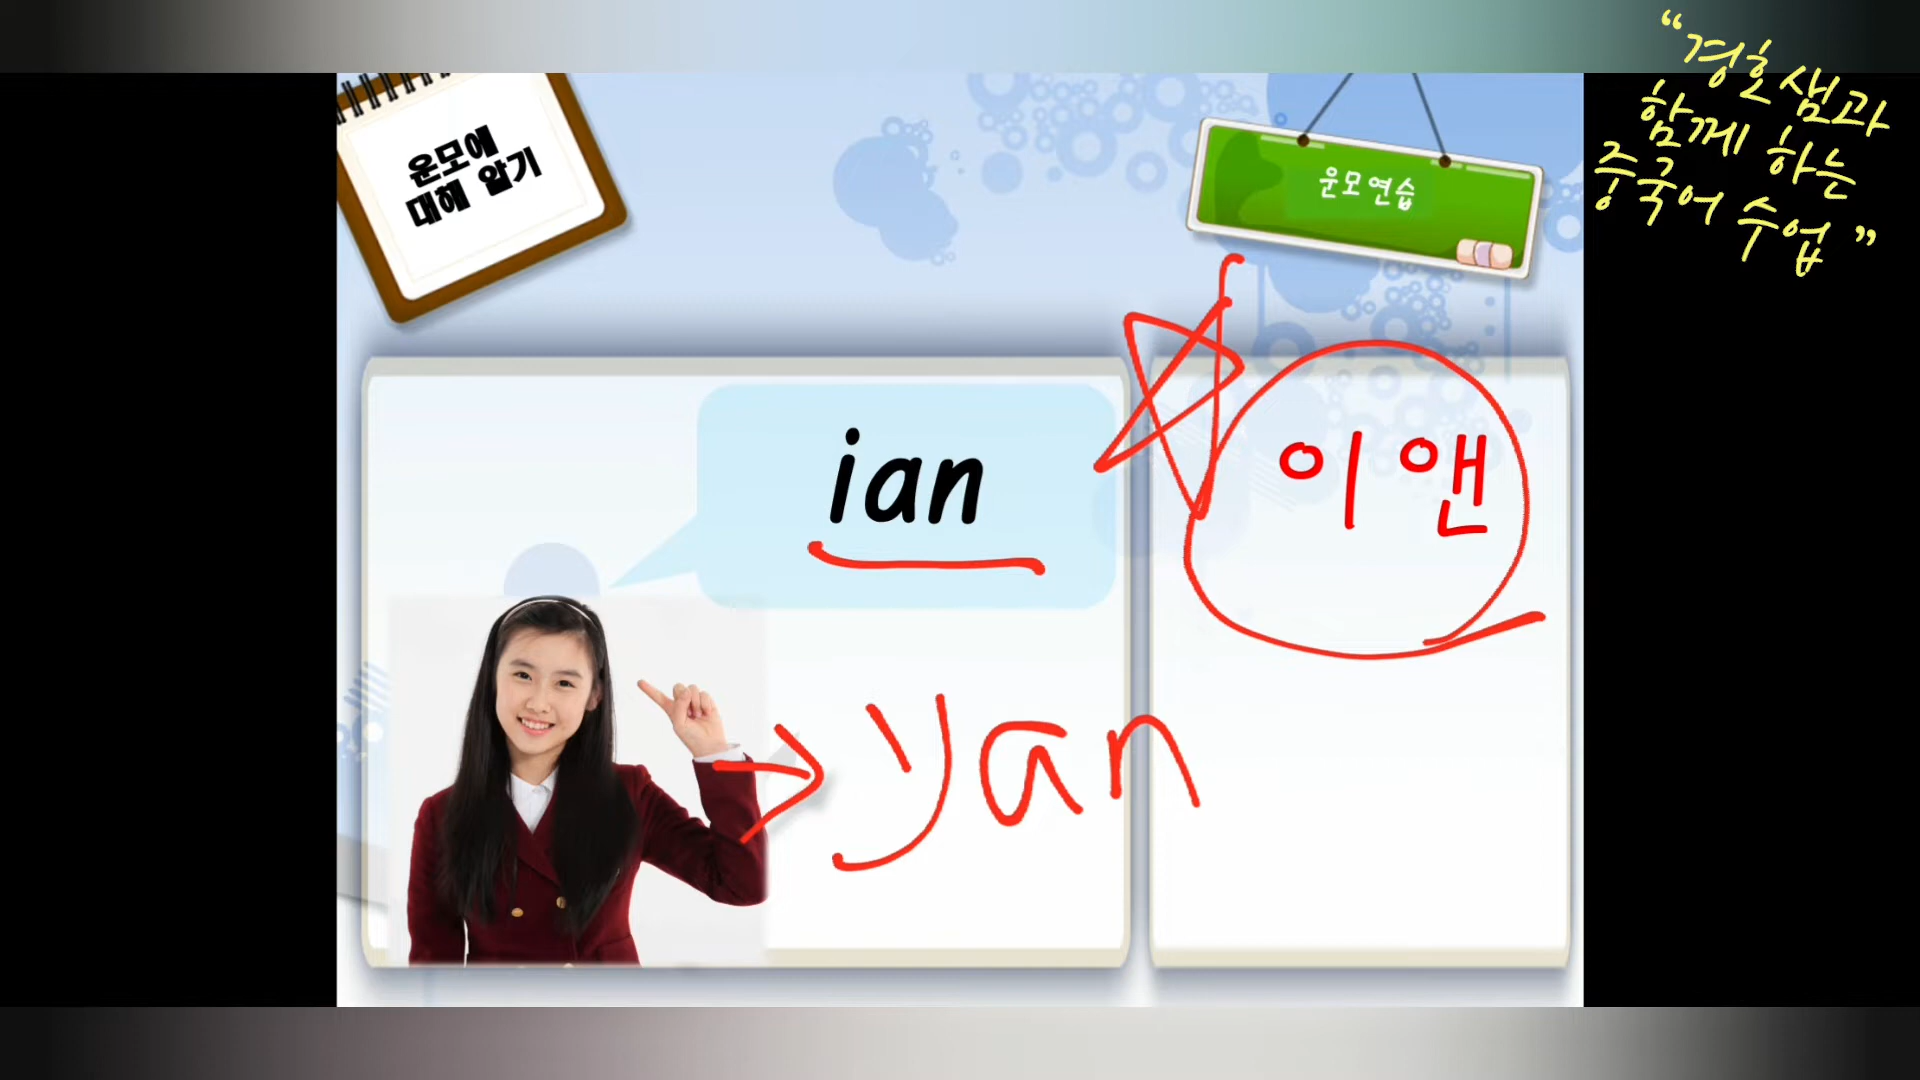 운모에
대해 알기
운모연습
"경호샘과
함께 하는
중국어 수업"
ian
이앤
yan